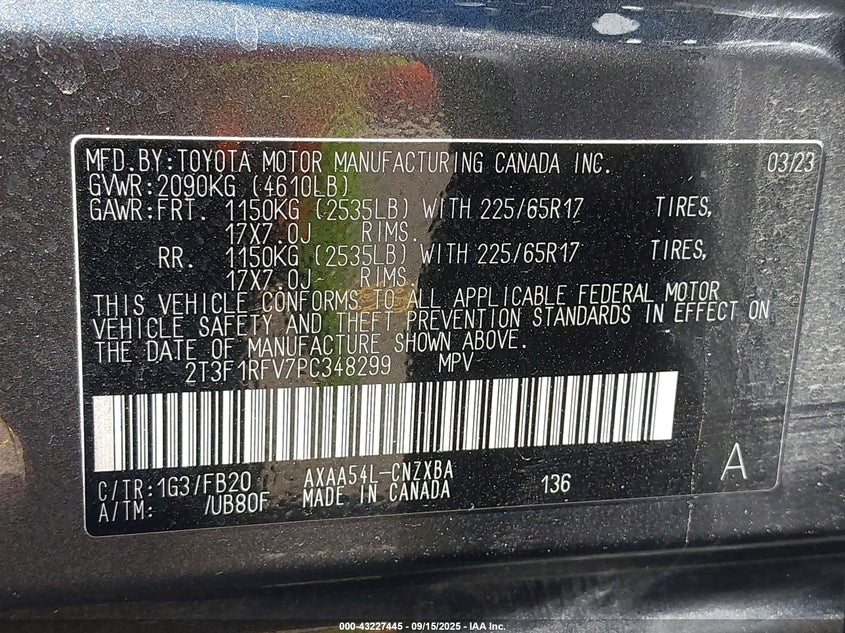 MFD.BY:TOYOTA MOTOR MANUFACTURING CANADA INC. 03/23
GVWR:2090KG (4610LB)
GAWR:FRT. 1150KG (2535LB) WITH 225/65R17 TIRES,
17X7.0J RIMS.
RR. 1150KG (2535LB) WITH 225/65R17 TIRES,
17X7.0J RIMS.
THIS VEHICLE CONFORMS TO ALL APPLICABLE FEDERAL MOTOR
VEHICLE SAFETY AND THEFT PREVENTION STANDARDS IN EFFECT ON
THE DATE OF MANUFACTURE SHOWN ABOVE.
2T3F1RFV7PC348299 MPV
C/TR:1G3/FB20 AXAA54L-CNZXBA 136 A
A/TM: /UB80F MADE IN CANADA
000-43227445 - 09/15/2025 - IAA Inc.